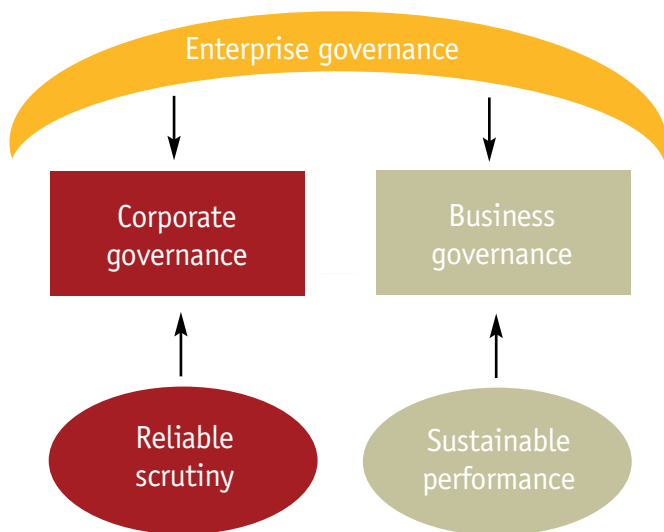 Enterprise governance
Corporate
governance
Business
governance
Reliable
scrutiny
Sustainable
performance